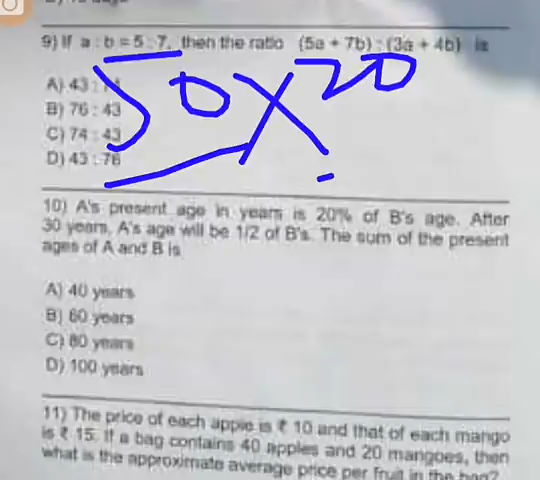 9) If a : b = 5 : 7, then the ratio (5a + 7b) : (3a + 4b) is
50 x 20
A) 43 :
B) 76 : 43
C) 74 : 43
D) 43 : 76
10) A's present age in years is 20% of B's age. After
30 years, A's age will be 1/2 of B's. The sum of the present
ages of A and B is
A) 40 years
B) 60 years
C) 80 years
D) 100 years
11) The price of each apple is ₹ 10 and that of each mango
is ₹ 15. If a bag contains 40 apples and 20 mangoes, then
what is the approximate average price per fruit in the bag?